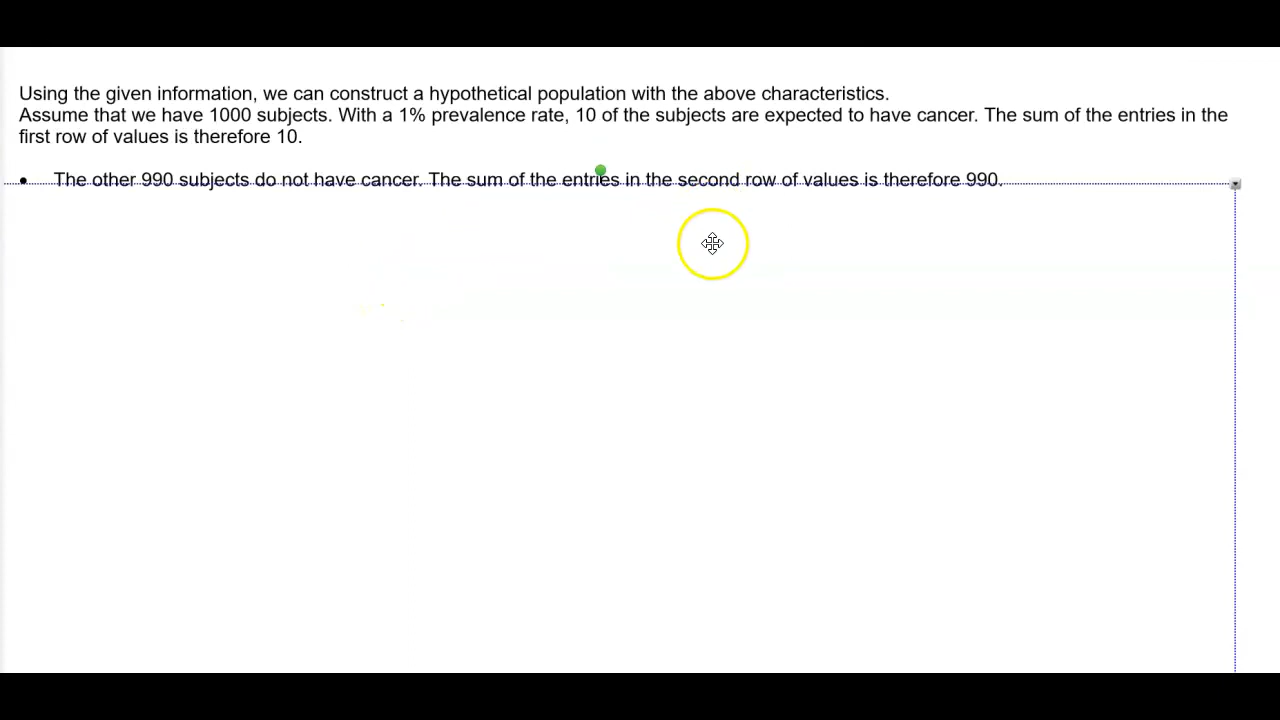 Using the given information, we can construct a hypothetical population with the above characteristics.
Assume that we have 1000 subjects. With a 1% prevalence rate, 10 of the subjects are expected to have cancer. The sum of the entries in the
first row of values is therefore 10.
• The other 990 subjects do not have cancer. The sum of the entries in the second row of values is therefore 990.